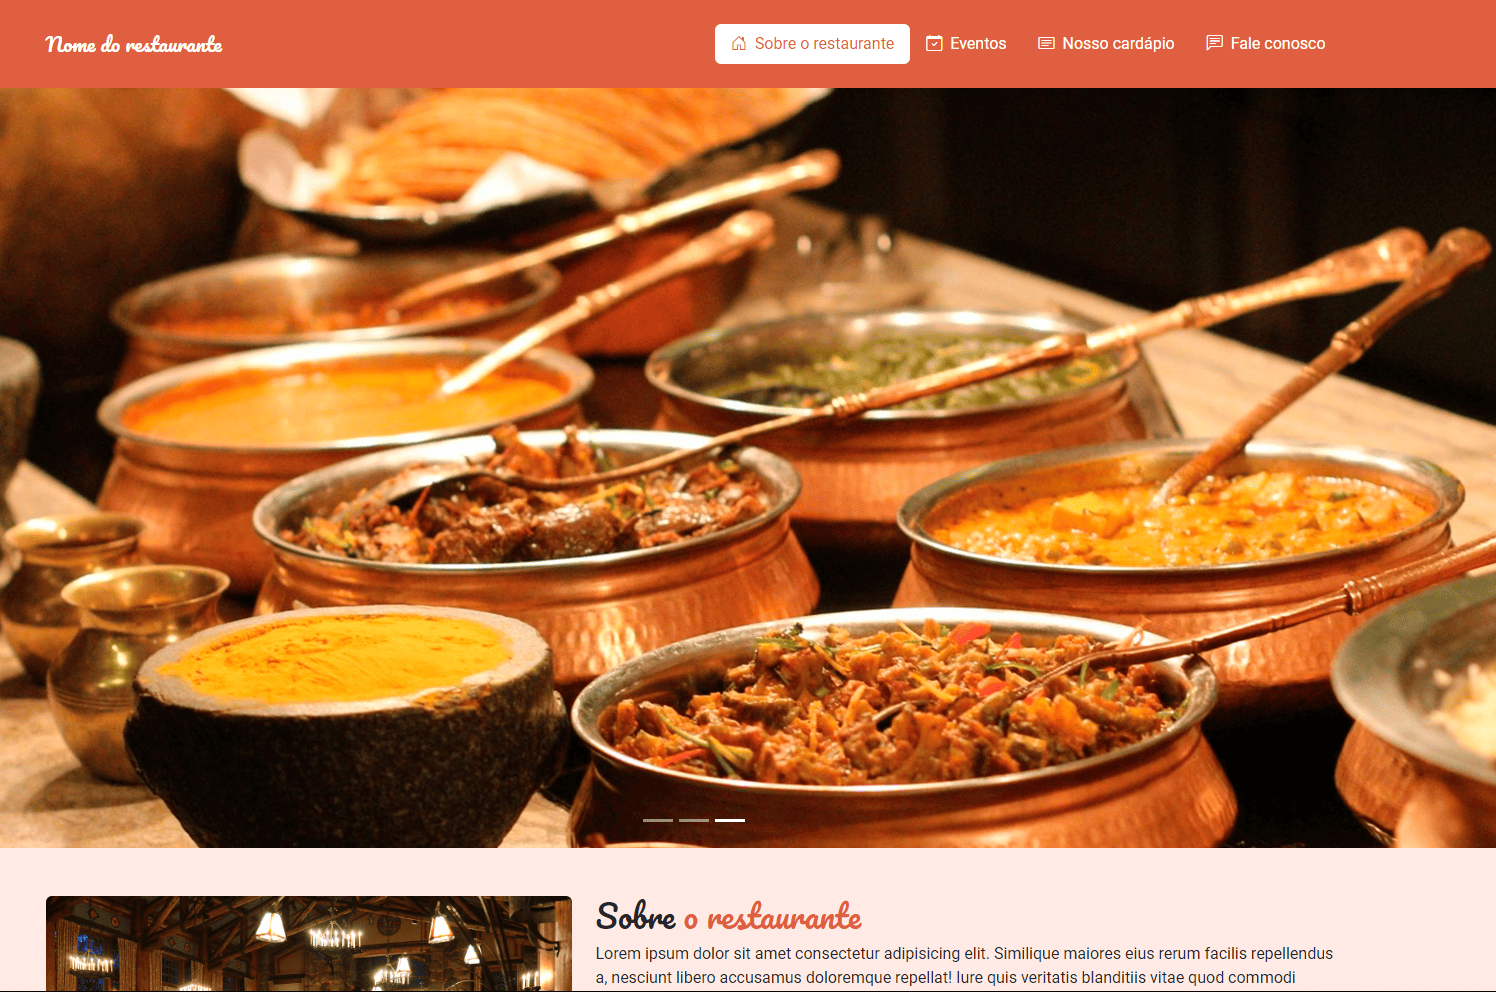 Nome do restaurante
Sobre o restaurante
Eventos
Nosso cardápio
Fale conosco
Sobre o restaurante
Lorem ipsum dolor sit amet consectetur adipisicing elit. Similique maiores eius rerum facilis repellendus
a, nesciunt libero accusamus doloremque repellat! Iure quis veritatis blanditiis vitae quod commodi